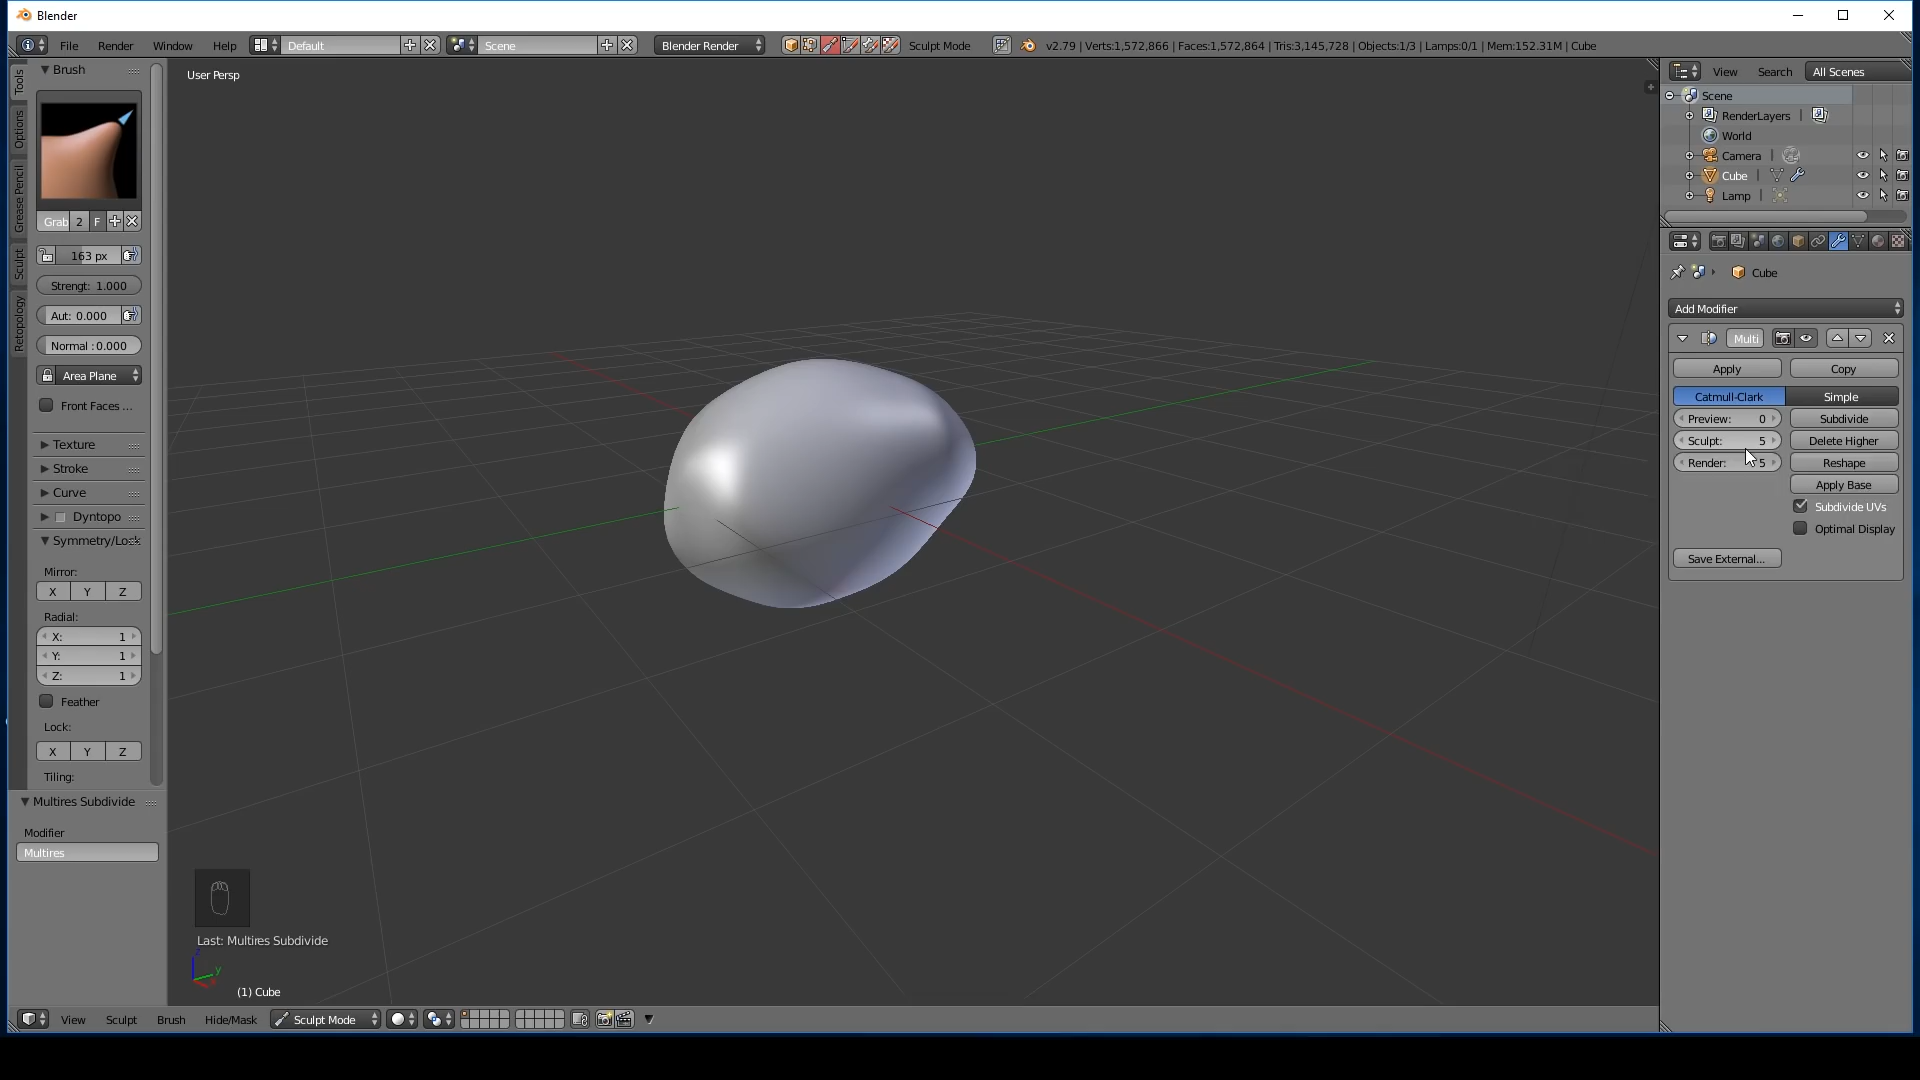 Blender
File Render Window Help Default Scene Blender Render Sculpt Mode v2.79 | Verts:1,572,866 | Faces:1,572,864 | Tris:3,145,728 | Objects:1/3 | Lamps:0/1 | Mem:152.31M | Cube
Tools
Options
Grease Pencil
Sculpt
Retopology
Brush
Grab 2 F
163 px
Strengt: 1.000
Aut: 0.000
Normal :0.000
Area Plane
Front Faces ...
Texture
Stroke
Curve
Dyntopo
Symmetry/Lock
Mirror:
X Y Z
Radial:
X: 1
Y: 1
Z: 1
Feather
Lock:
X Y Z
Tiling:
Multires Subdivide
Modifier
Multires
User Persp
Last: Multires Subdivide
z
y
(1) Cube
View Sculpt Brush Hide/Mask Sculpt Mode
View Search All Scenes
Scene
RenderLayers |
World
Camera |
Cube |
Lamp |
Cube
Add Modifier
Multi
Apply Copy
Catmull-Clark Simple
Preview: 0 Subdivide
Sculpt: 5 Delete Higher
Render: 5 Reshape
Apply Base
Subdivide UVs
Optimal Display
Save External...